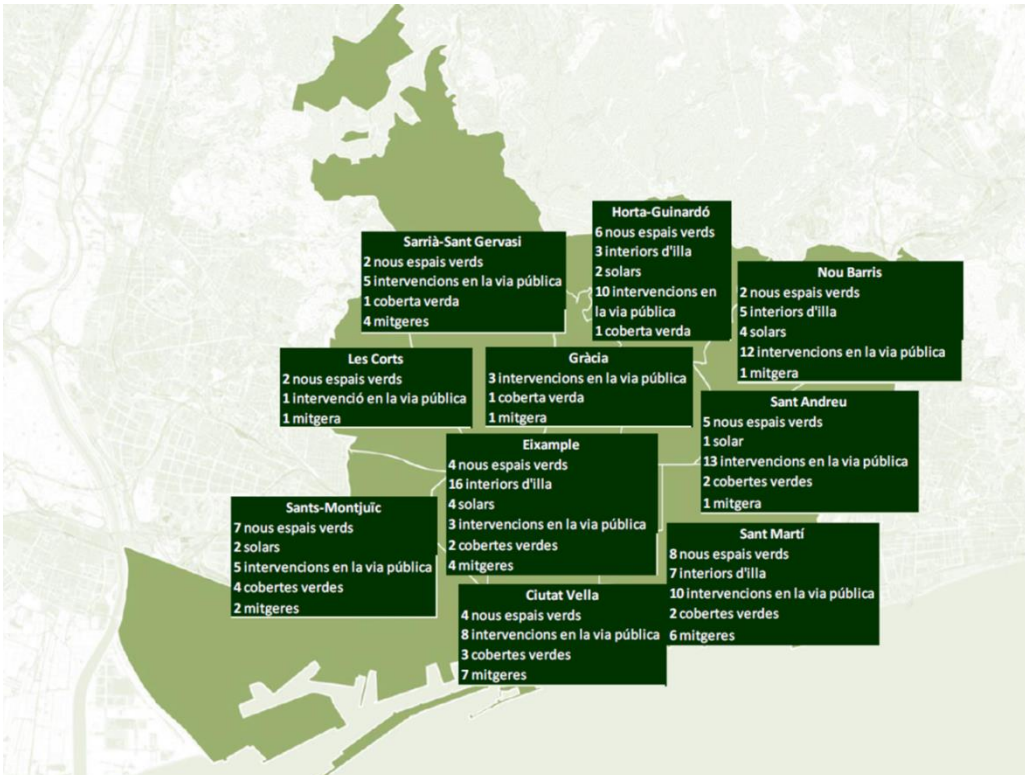 Horta-Guinardó
6 nous espais verds
3 interiors d'illa
2 solars
10 intervencions en
la via pública
1 coberta verda
Sarrià-Sant Gervasi
2 nous espais verds
5 intervencions en la via pública
1 coberta verda
4 mitgeres
Nou Barris
2 nous espais verds
5 interiors d'illa
4 solars
12 intervencions en la via pública
1 mitgera
Les Corts
2 nous espais verds
1 intervenció en la via pública
1 mitgera
Gràcia
3 intervencions en la via pública
1 coberta verda
1 mitgera
Sant Andreu
5 nous espais verds
1 solar
13 intervencions en la via pública
2 cobertes verdes
1 mitgera
Eixample
4 nous espais verds
16 interiors d'illa
4 solars
3 intervencions en la via pública
2 cobertes verdes
4 mitgeres
Sants-Montjuïc
7 nous espais verds
2 solars
5 intervencions en la via pública
4 cobertes verdes
2 mitgeres
Sant Martí
8 nous espais verds
7 interiors d'illa
10 intervencions en la via pública
2 cobertes verdes
6 mitgeres
Ciutat Vella
4 nous espais verds
8 intervencions en la via pública
3 cobertes verdes
7 mitgeres